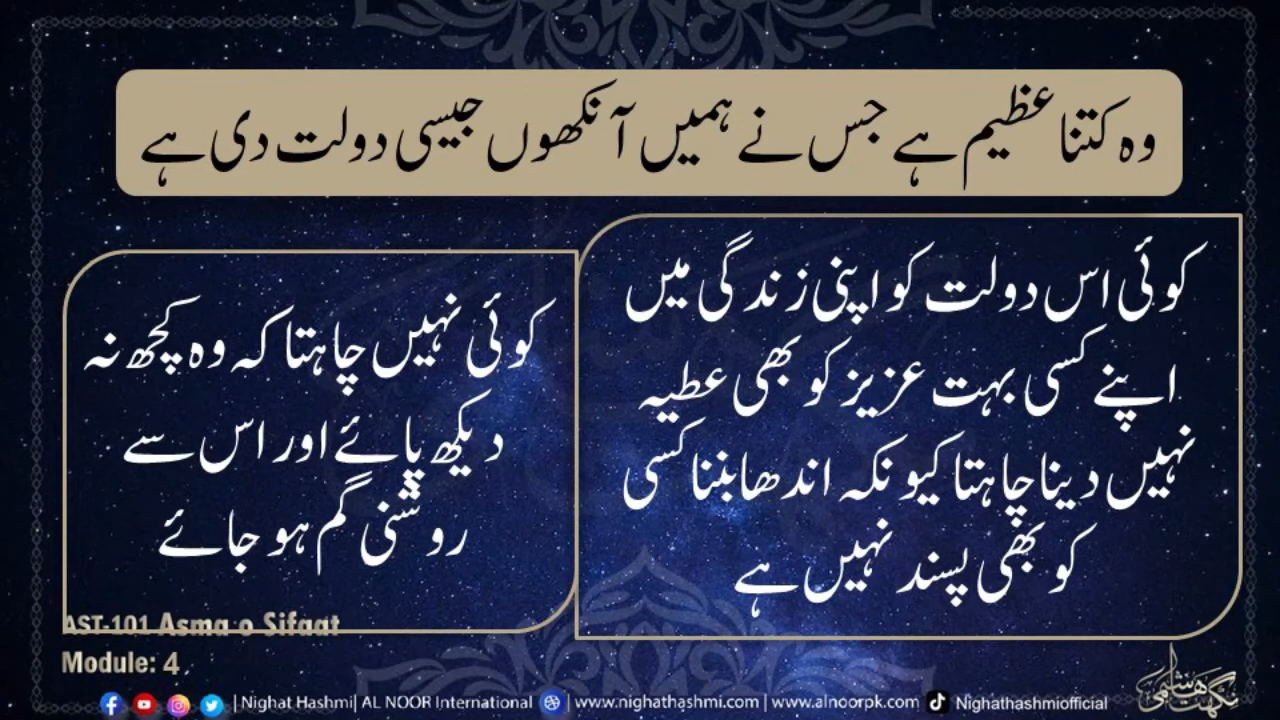 وہ کتنا عظیم ہے جس نے ہمیں آنکھوں جیسی دولت دی ہے
کوئی اس دولت کو اپنی زندگی میں
اپنے کسی بہت عزیز کو بھی عطیہ
نہیں دینا چاہتا کیونکہ اندھا بننا کسی
کو بھی پسند نہیں ہے
کوئی نہیں چاہتا کہ وہ کچھ نہ
دیکھ پائے اور اس سے
روشنی گم ہو جائے
AST-101 Asma o Sifaat
Module: 4
| Nighat Hashmi| AL NOOR International | www.nighathashmi.com | www.alnoorpk.com Nighathashmiofficial
نگہت ہاشمی